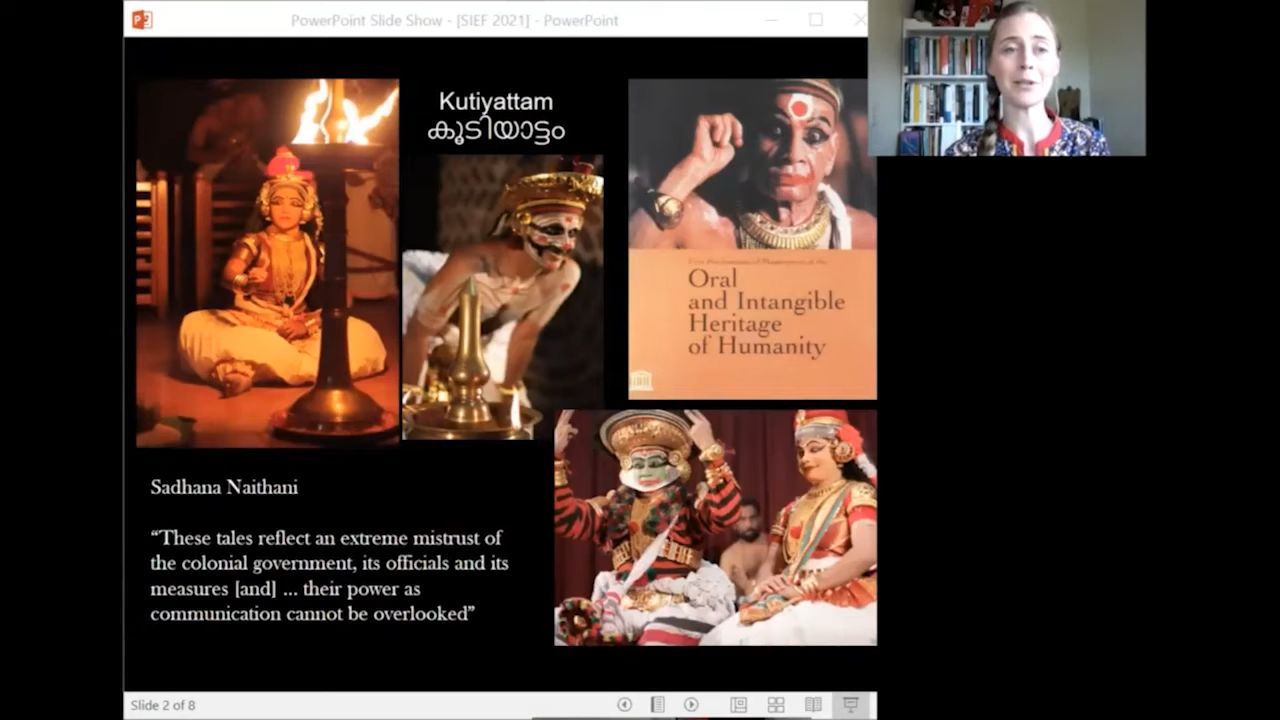 PowerPoint Slide Show - [SIEF 2021] - PowerPoint
Kutiyattam
കൂടിയാട്ടം
Oral
and Intangible
Heritage
of Humanity
Sadhana Naithani
“These tales reflect an extreme mistrust of
the colonial government, its officials and its
measures [and] ... their power as
communication cannot be overlooked”
Slide 2 of 8